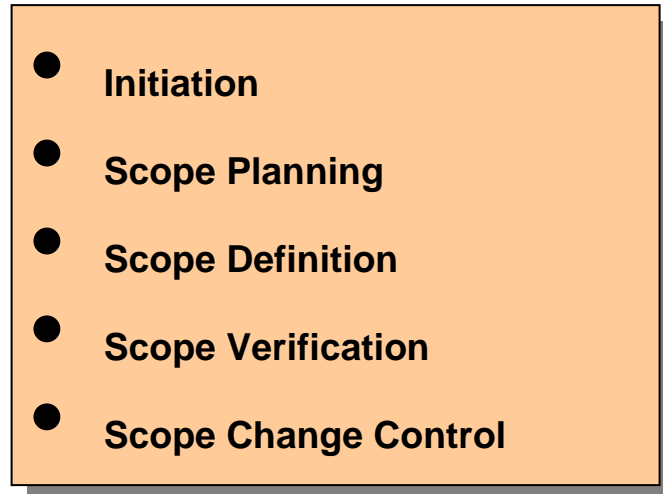 ● Initiation
● Scope Planning
● Scope Definition
● Scope Verification
● Scope Change Control